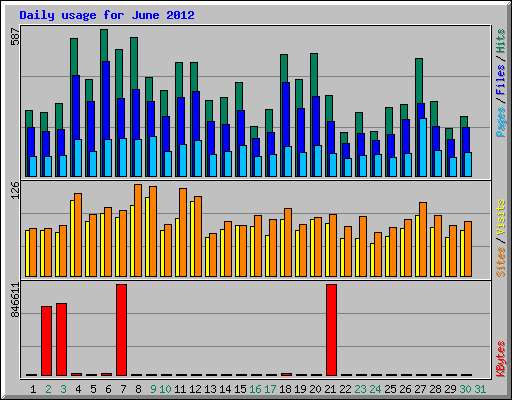 Daily usage for June 2012
587
Pages / Files / Hits
126
Sites / Visits
846611
KBytes
1 2 3 4 5 6 7 8 9 10 11 12 13 14 15 16 17 18 19 20 21 22 23 24 25 26 27 28 29 30 31